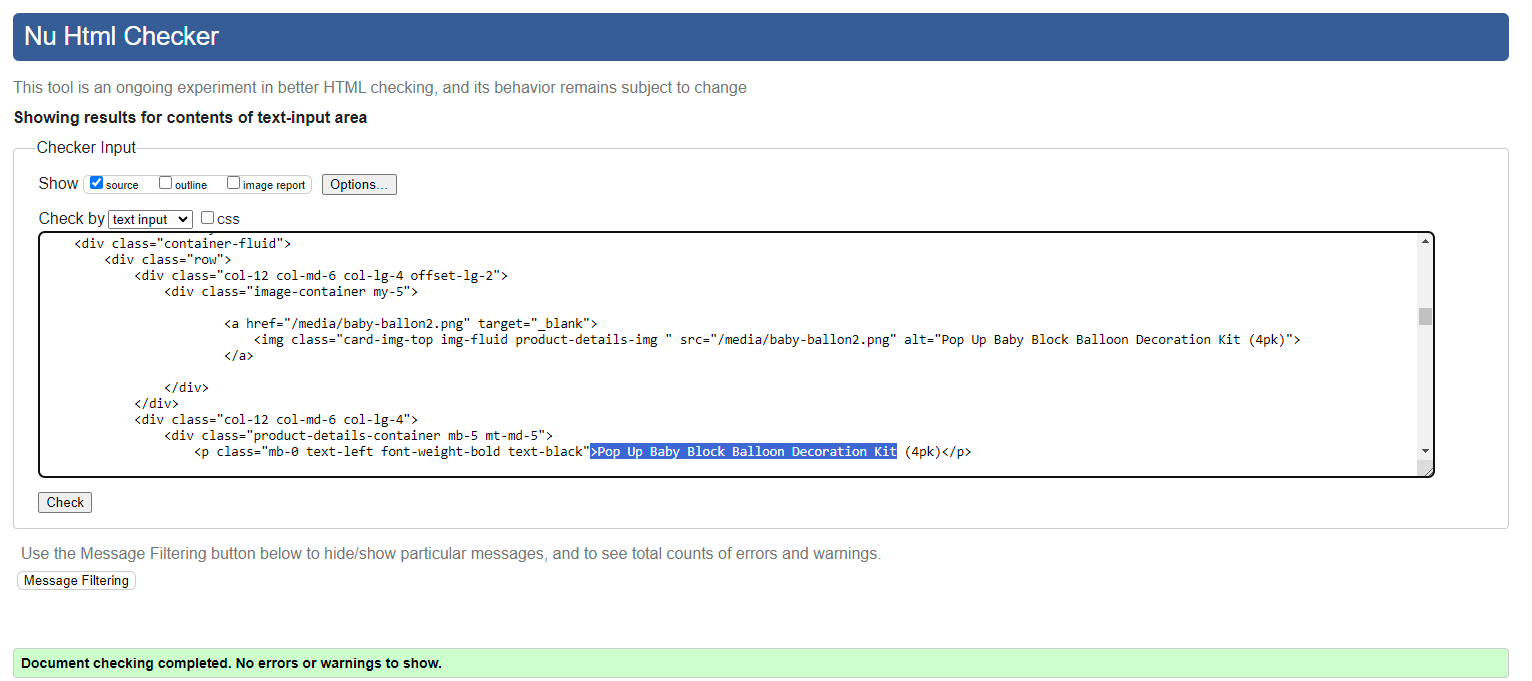 Nu Html Checker
This tool is an ongoing experiment in better HTML checking, and its behavior remains subject to change
Showing results for contents of text-input area
Checker Input
Show source outline image report Options...
Check by text input css
<div class="container-fluid">
<div class="row">
<div class="col-12 col-md-6 col-lg-4 offset-lg-2">
<div class="image-container my-5">
<a href="/media/baby-ballon2.png" target="_blank">
<img class="card-img-top img-fluid product-details-img " src="/media/baby-ballon2.png" alt="Pop Up Baby Block Balloon Decoration Kit (4pk)">
</a>
</div>
</div>
<div class="col-12 col-md-6 col-lg-4">
<div class="product-details-container mb-5 mt-md-5">
<p class="mb-0 text-left font-weight-bold text-black">Pop Up Baby Block Balloon Decoration Kit (4pk)</p>
Check
Use the Message Filtering button below to hide/show particular messages, and to see total counts of errors and warnings.
Message Filtering
Document checking completed. No errors or warnings to show.